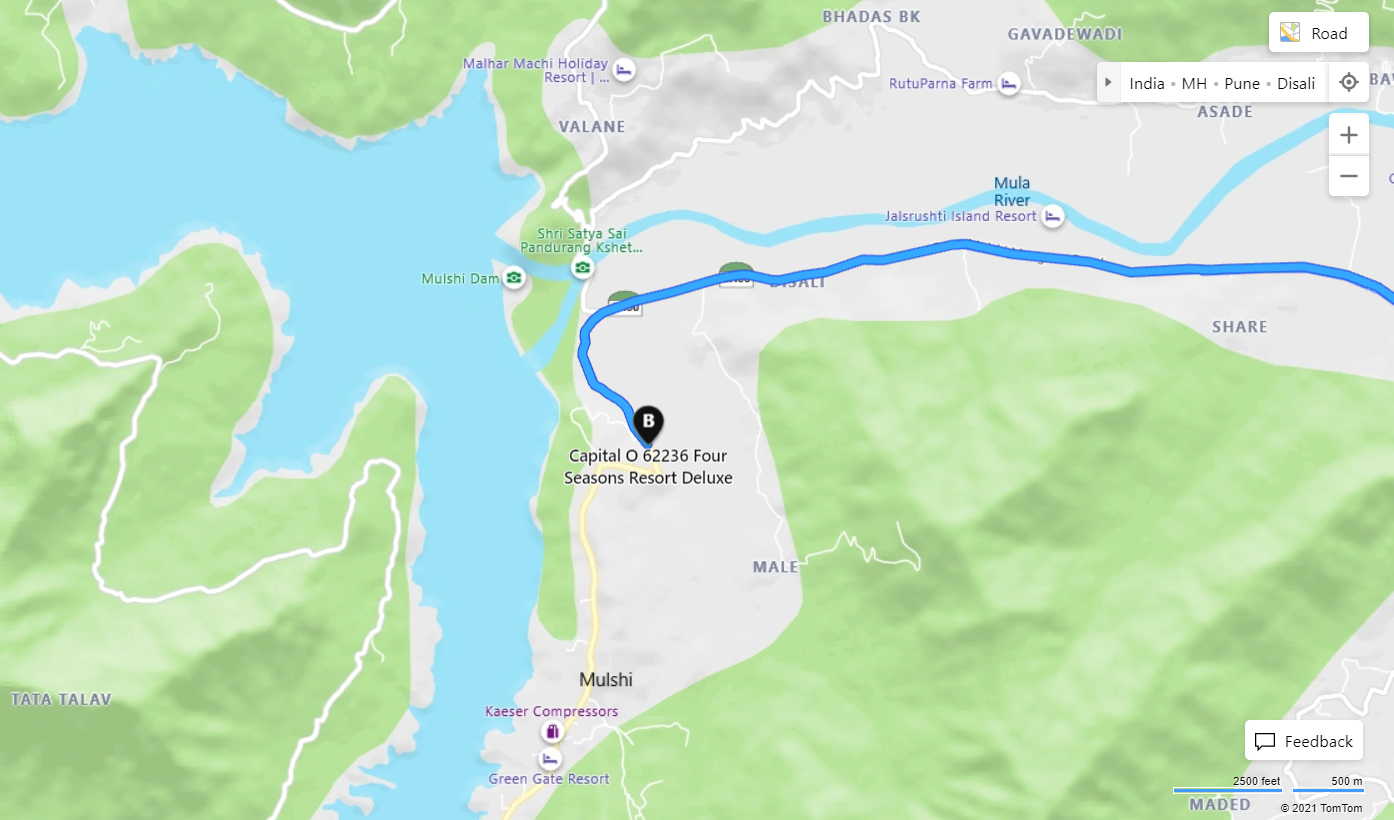 BHADAS BK
GAVADEWADI
Road
Malhar Machi Holiday
Resort | ...
RutuParna Farm
India • MH • Pune • Disali
BAV
ASADE
VALANE
Mula
River
Jalsrushti Island Resort
Shri Satya Sai
Pandurang Kshet...
Mulshi Dam
DISALI
SHARE
B
Capital O 62236 Four
Seasons Resort Deluxe
MALE
Mulshi
TATA TALAV
Kaeser Compressors
Green Gate Resort
Feedback
2500 feet
500 m
MADED
© 2021 TomTom